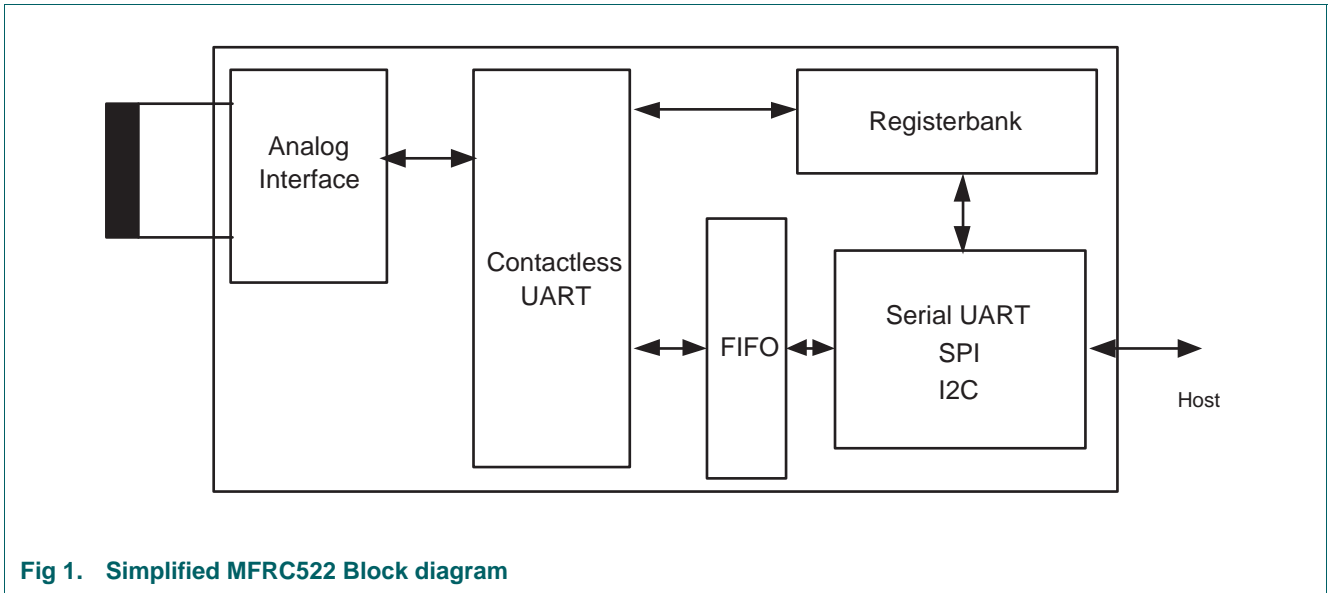 Analog
Interface
Contactless
UART
Registerbank
FIFO
Serial UART
SPI
I2C
Host
Fig 1. Simplified MFRC522 Block diagram